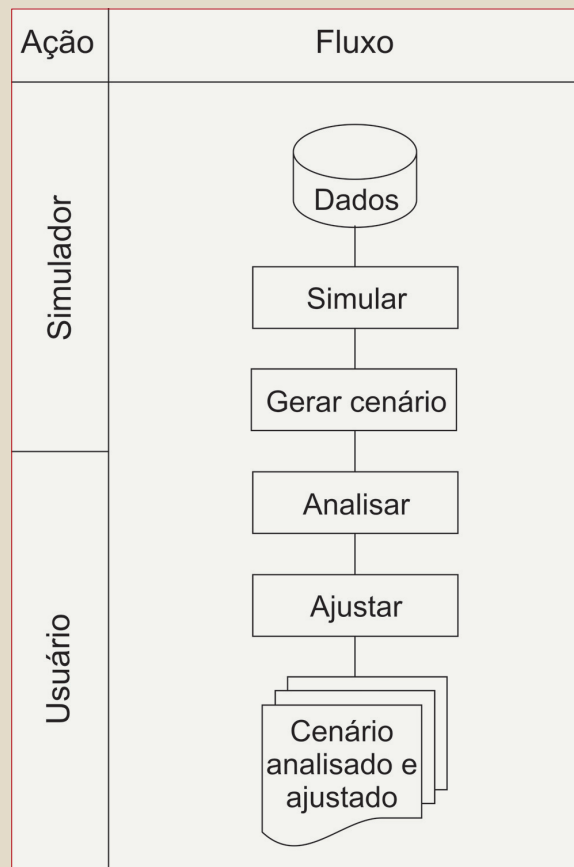 Ação
Fluxo
Simulador
Dados
Simular
Gerar cenário
Usuário
Analisar
Ajustar
Cenário
analisado e
ajustado